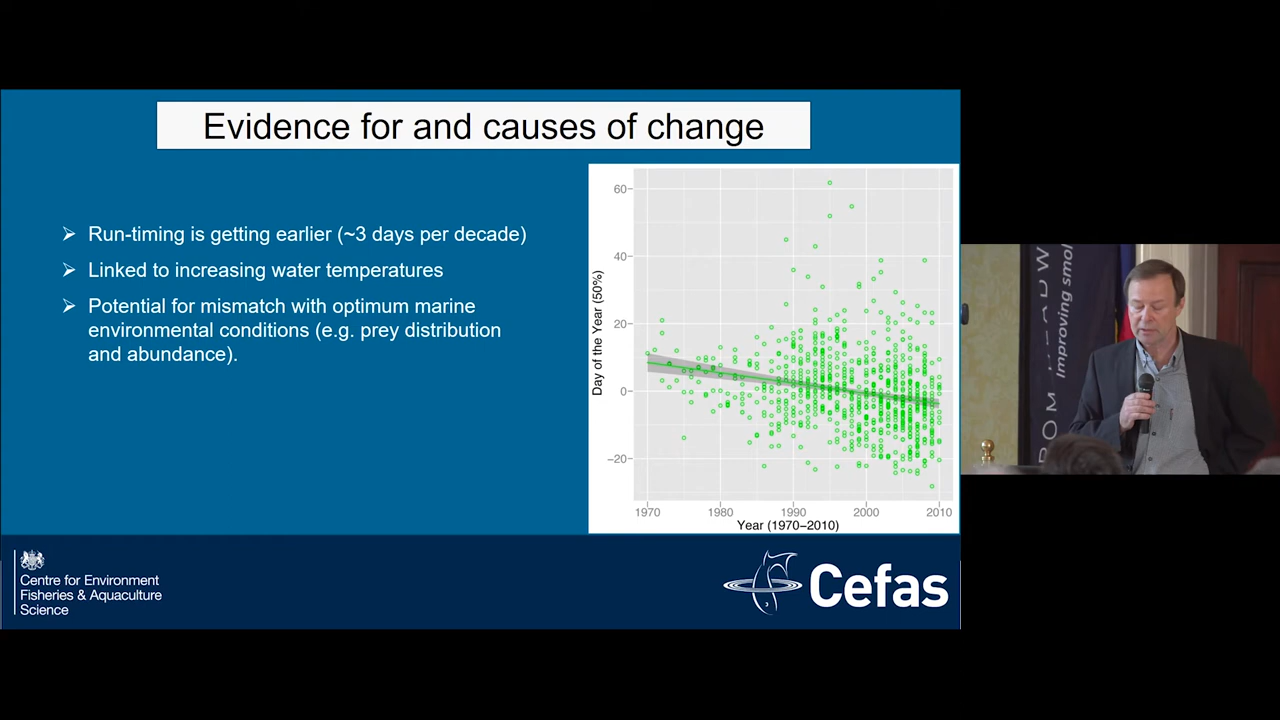 Evidence for and causes of change
Run-timing is getting earlier (~3 days per decade)
Linked to increasing water temperatures
Potential for mismatch with optimum marine
environmental conditions (e.g. prey distribution
and abundance).
Day of the Year (50%)
60
40
20
0
−20
1970
1980
1990
2000
2010
Year (1970−2010)
Centre for Environment
Fisheries & Aquaculture
Science
Cefas
Improving smol